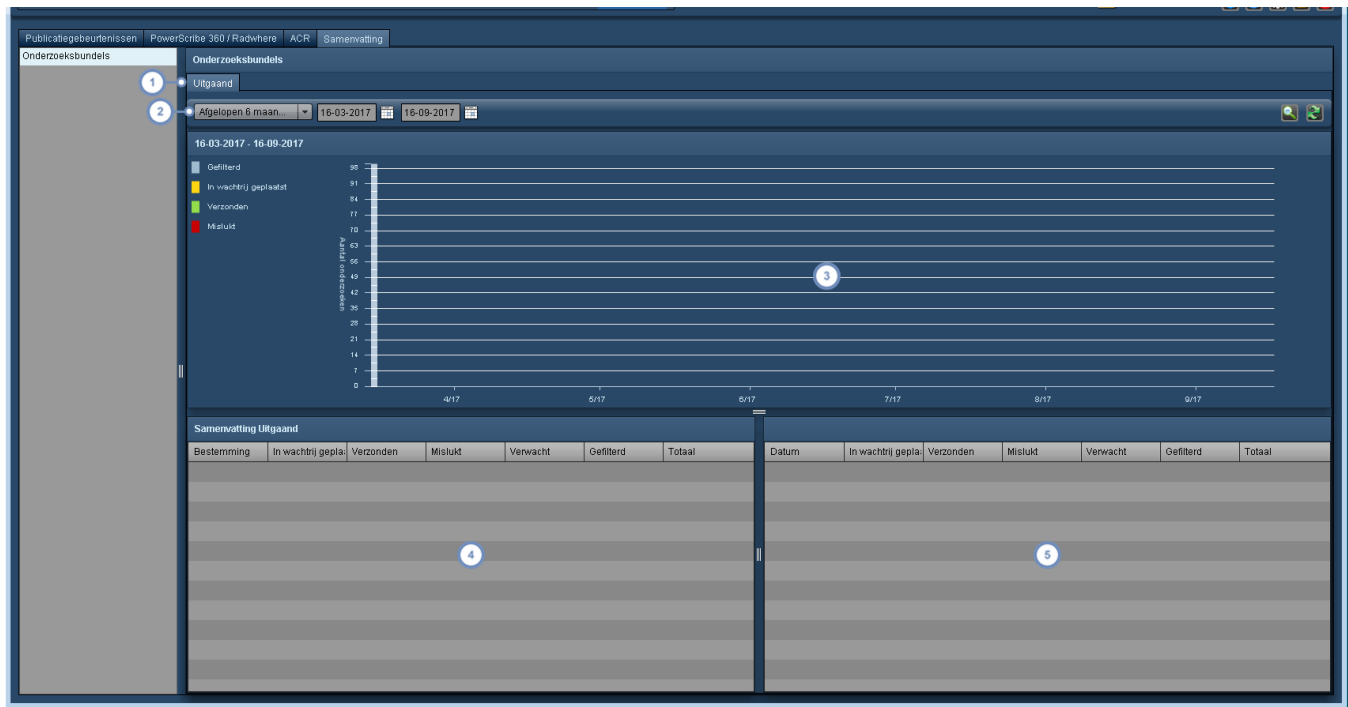 Publicatiegebeurtenissen PowerScribe 360 / Radwhere ACR Samenvatting
Onderzoeksbundels
Onderzoeksbundels
1
Uitgaand
2
Afgelopen 6 maan... 16-03-2017 16-09-2017
16-03-2017 - 16-09-2017
Gefilterd
In wachtrij geplaatst
Verzonden
Mislukt
Aantal onderzoeken
98
91
84
77
70
63
56
49
42
35
28
21
14
7
0
3
4/17 5/17 6/17 7/17 8/17 9/17
Samenvatting Uitgaand
Bestemming In wachtrij gepla Verzonden Mislukt Verwacht Gefilterd Totaal
Datum In wachtrij gepla Verzonden Mislukt Verwacht Gefilterd Totaal
4
5